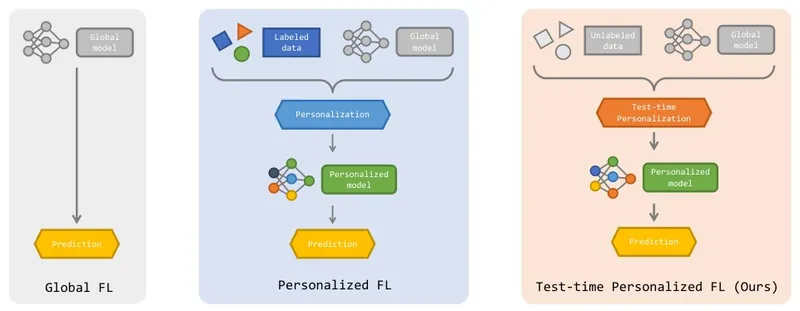 Global
model
Prediction
Global FL
Labeled
data
Global
model
Personalization
Personalized
model
Prediction
Personalized FL
Unlabeled
data
Global
model
Test-time
Personalization
Personalized
model
Prediction
Test-time Personalized FL (Ours)